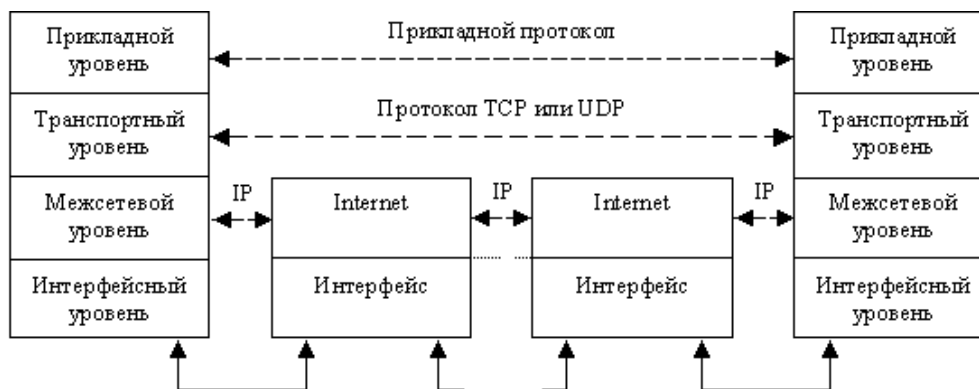 Прикладной
уровень
Прикладной протокол
Прикладной
уровень
Транспортный
уровень
Протокол TCP или UDP
Транспортный
уровень
Межсетевой
уровень
IP
Internet
IP
Internet
IP
Межсетевой
уровень
Интерфейсный
уровень
Интерфейс
Интерфейс
Интерфейсный
уровень